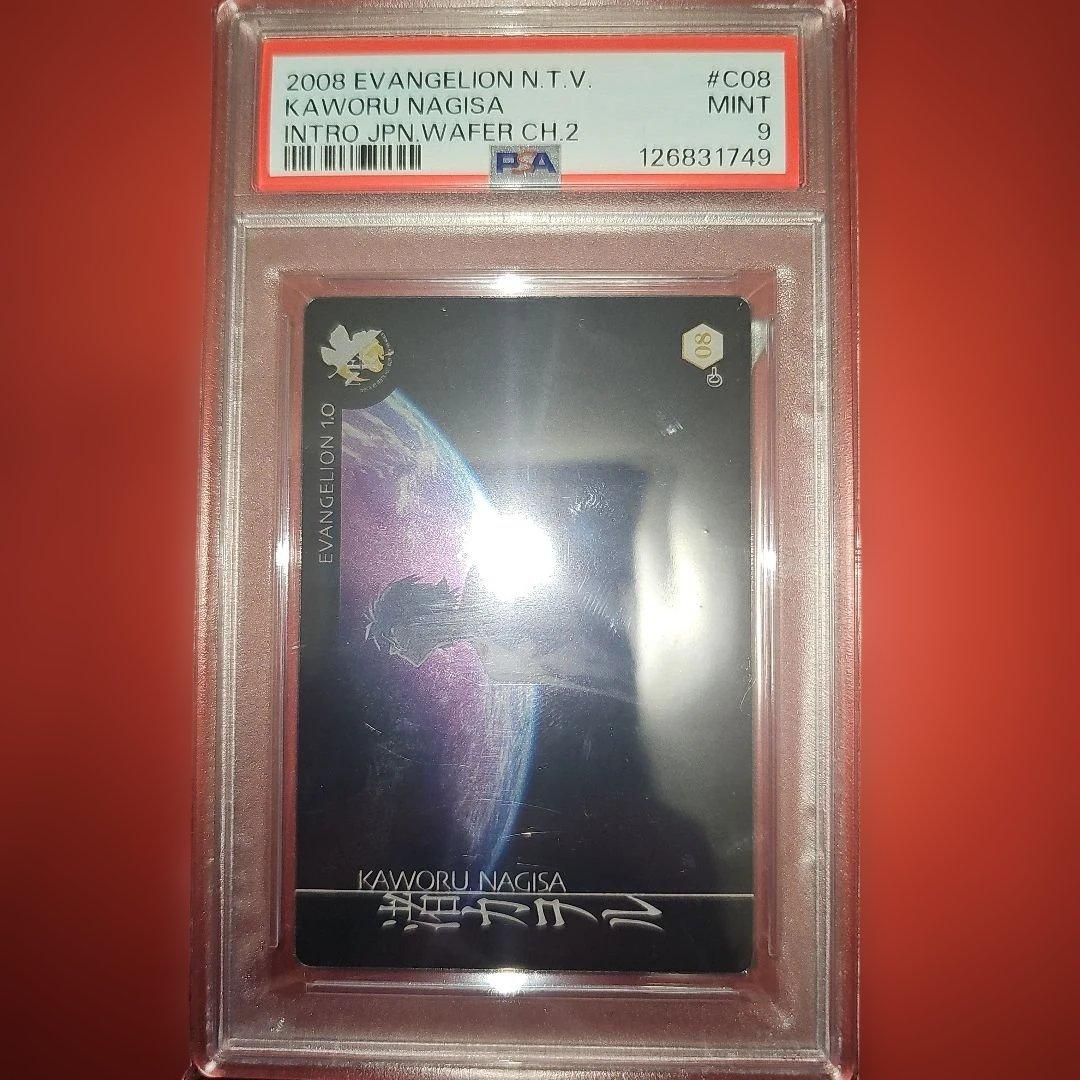 2008 EVANGELION N.T.V. #C08
KAWORU NAGISA MINT
INTRO JPN.WAFER CH.2 9
PSA 126831749
08
C
EVANGELION 1.0
KAWORU NAGISA
渚カヲル